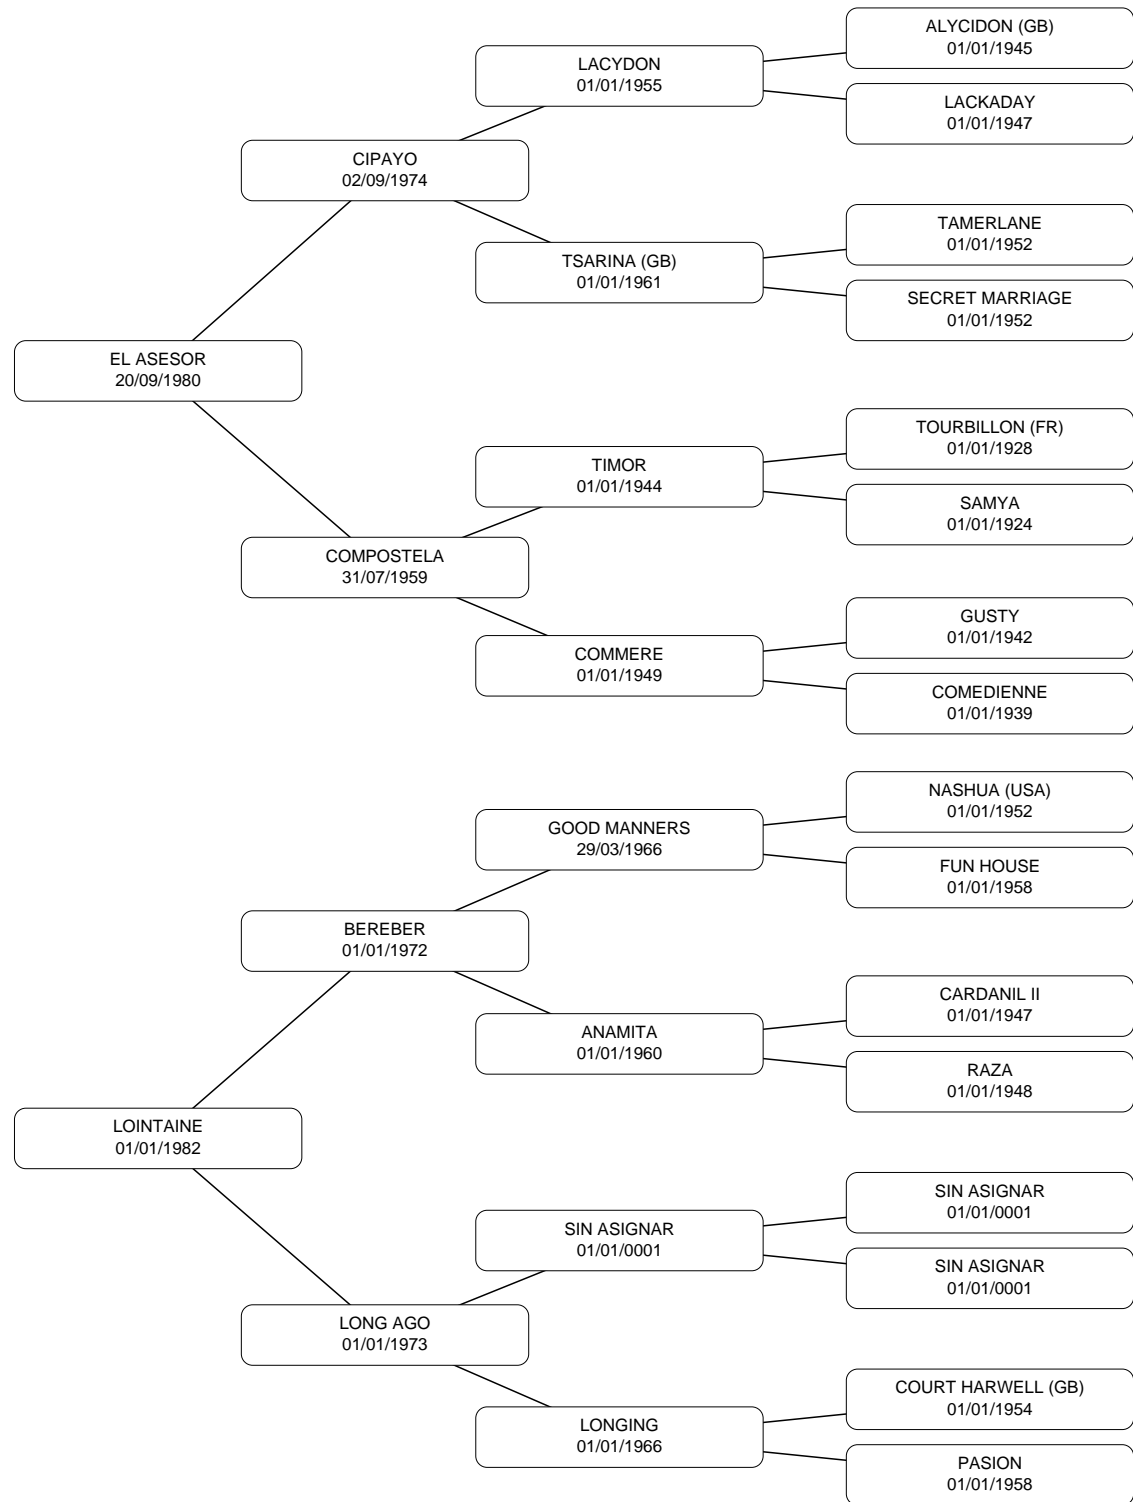 ALYCIDON (GB)
01/01/1945
LACYDON
01/01/1955
LACKADAY
01/01/1947
CIPAYO
02/09/1974
TAMERLANE
01/01/1952
TSARINA (GB)
01/01/1961
SECRET MARRIAGE
01/01/1952
EL ASESOR
20/09/1980
TOURBILLON (FR)
01/01/1928
TIMOR
01/01/1944
SAMYA
01/01/1924
COMPOSTELA
31/07/1959
GUSTY
01/01/1942
COMMERE
01/01/1949
COMEDIENNE
01/01/1939
NASHUA (USA)
01/01/1952
GOOD MANNERS
29/03/1966
FUN HOUSE
01/01/1958
BEREBER
01/01/1972
CARDANIL II
01/01/1947
ANAMITA
01/01/1960
RAZA
01/01/1948
LOINTAINE
01/01/1982
SIN ASIGNAR
01/01/0001
SIN ASIGNAR
01/01/0001
SIN ASIGNAR
01/01/0001
LONG AGO
01/01/1973
COURT HARWELL (GB)
01/01/1954
LONGING
01/01/1966
PASION
01/01/1958